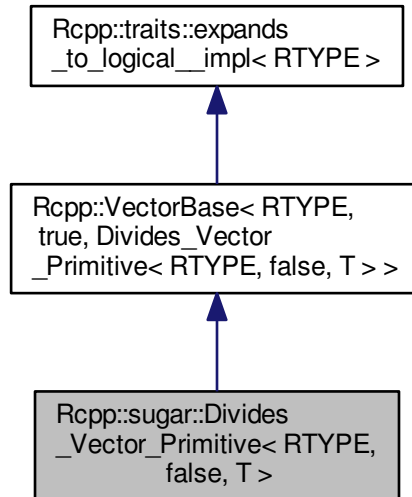 Rcpp::traits::expands
_to_logical__impl< RTYPE >
Rcpp::VectorBase< RTYPE,
true, Divides_Vector
_Primitive< RTYPE, false, T > >
Rcpp::sugar::Divides
_Vector_Primitive< RTYPE,
false, T >